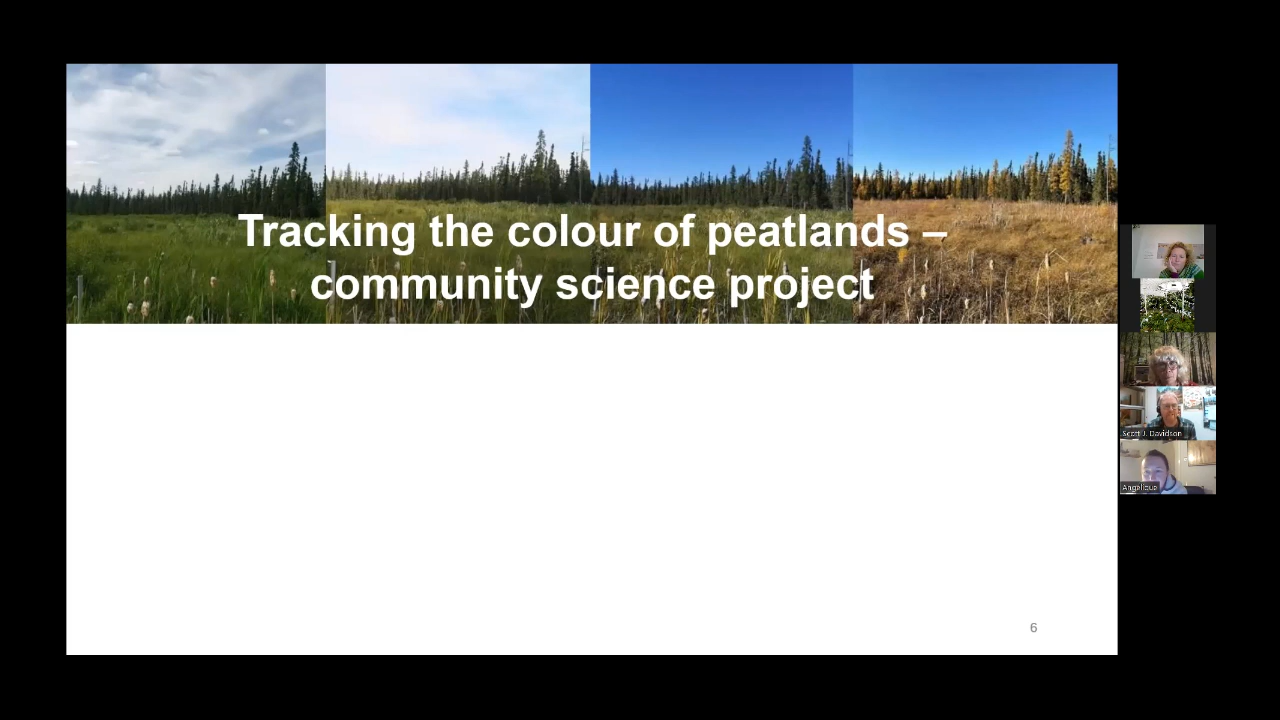 Tracking the colour of peatlands –
community science project
6
Scott J. Davidson
Angelique